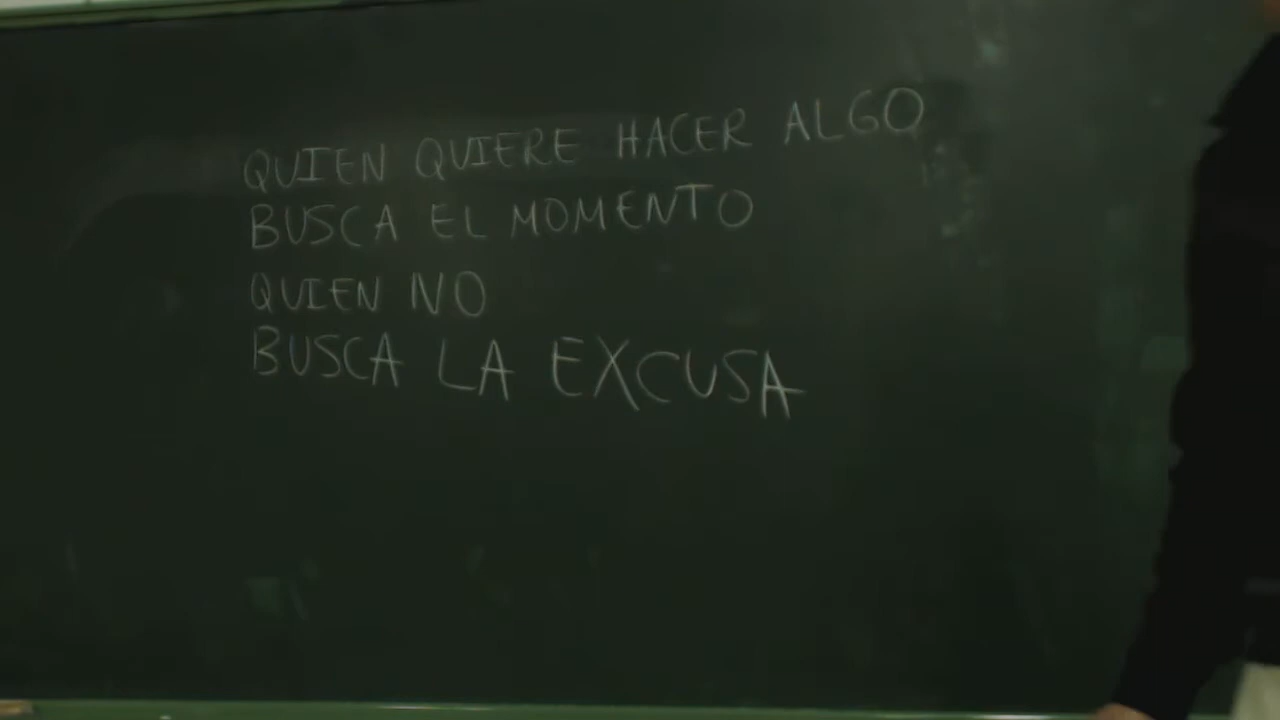 QUIEN QUIERE HACER ALGO
BUSCA EL MOMENTO
QUIEN NO
BUSCA LA EXCUSA